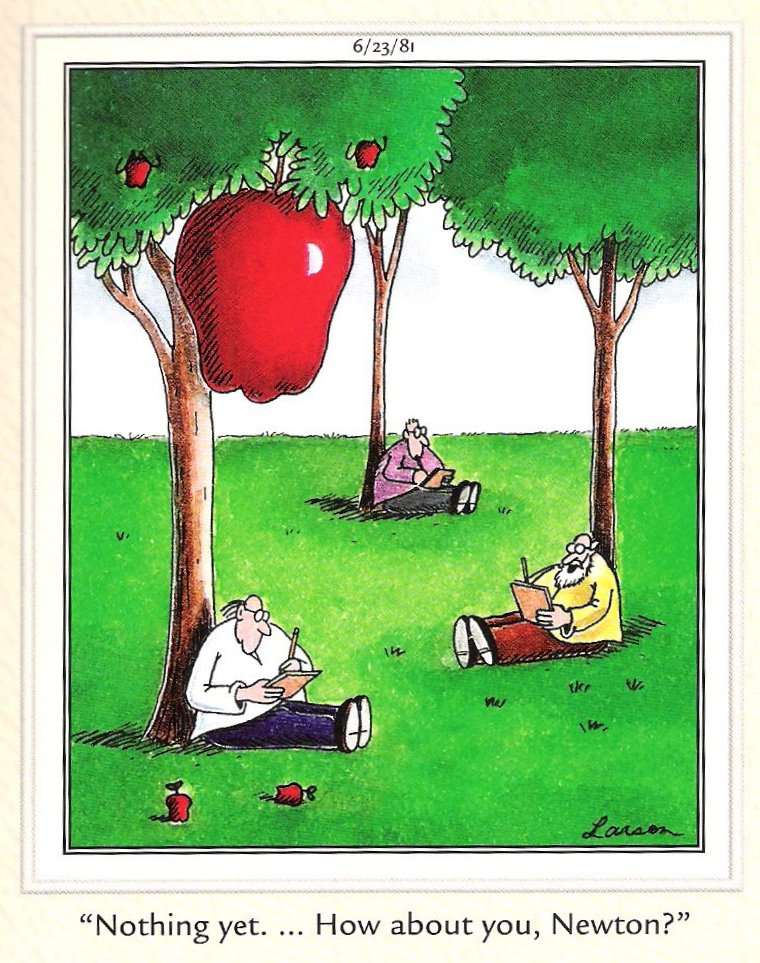 6/23/81
Larson
“Nothing yet. ... How about you, Newton?”